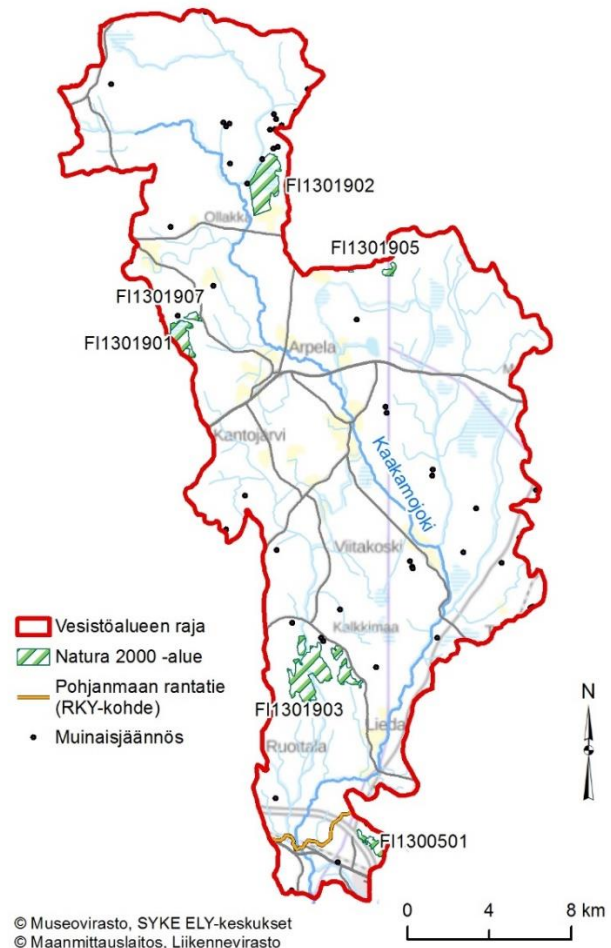 FI1301902
Ollakka
FI1301905
FI1301907
FI1301901
Arpela
Kantojärvi
Kaakamojoki
Viitakoski
Kalkkimaa
FI1301903
Lieda
Ruottala
FI1300501
Vesistöalueen raja
Natura 2000 -alue
Pohjanmaan rantatie
(RKY-kohde)
Muinaisjäännös
N
0 4 8 km
© Museovirasto, SYKE ELY-keskukset
© Maanmittauslaitos, Liikennevirasto